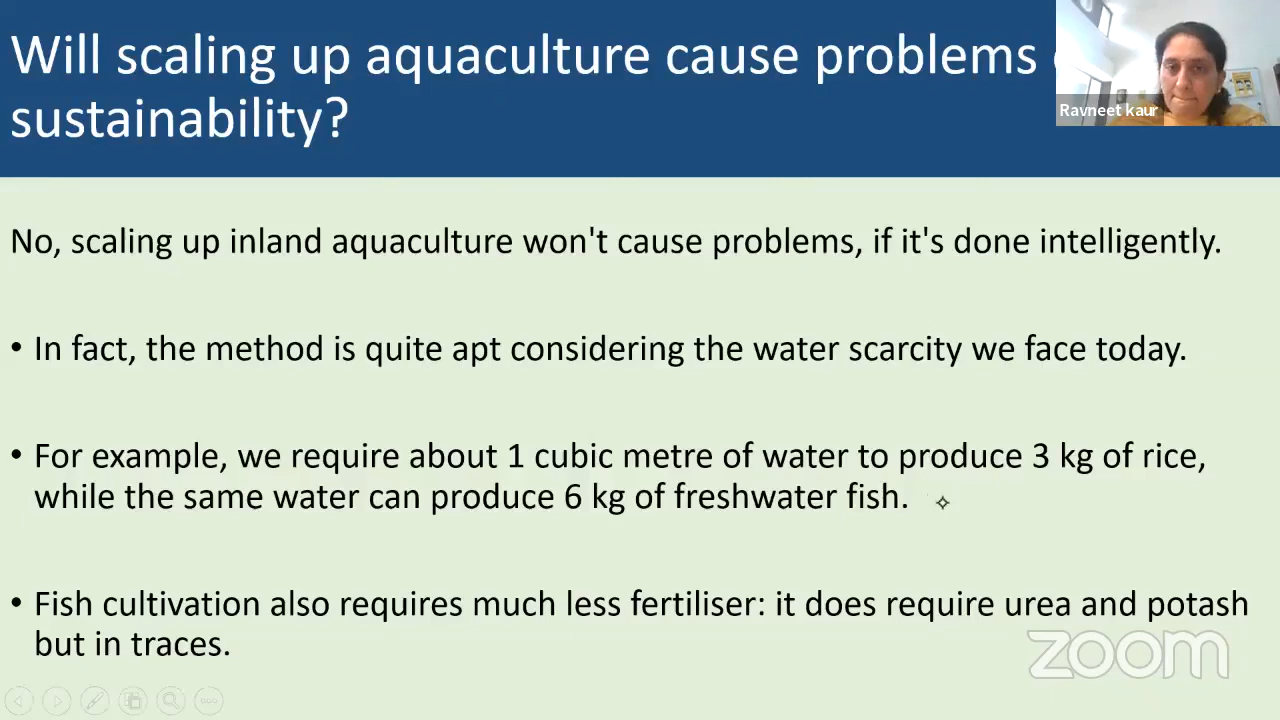 Will scaling up aquaculture cause problems
sustainability?
Ravneet kaur
No, scaling up inland aquaculture won't cause problems, if it's done intelligently.
• In fact, the method is quite apt considering the water scarcity we face today.
• For example, we require about 1 cubic metre of water to produce 3 kg of rice,
while the same water can produce 6 kg of freshwater fish.
• Fish cultivation also requires much less fertiliser: it does require urea and potash
but in traces.
zoom